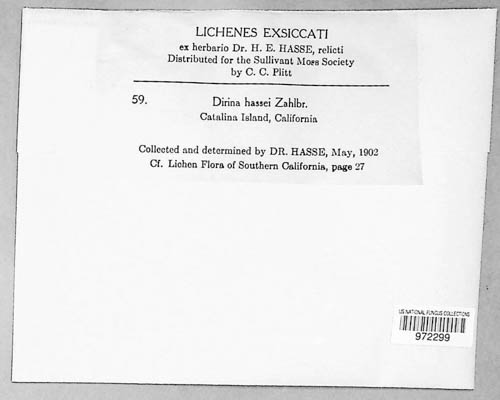 LICHENES EXSICCATI
ex herbario Dr. H. E. HASSE, relicti
Distributed for the Sullivant Moss Society
by C. C. Plitt
59. Dirina hassei Zahlbr.
Catalina Island, California
Collected and determined by DR. HASSE, May, 1902
Cf. Lichen Flora of Southern California, page 27
US NATIONAL FUNGUS COLLECTIONS
972299